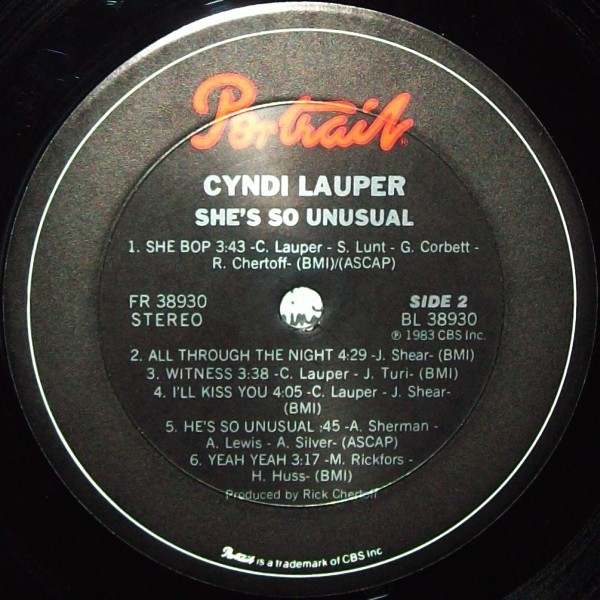 Portrait
CYNDI LAUPER
SHE'S SO UNUSUAL
1. SHE BOP 3:43 -C. Lauper - S. Lunt - G. Corbett -
R. Chertoff- (BMI)/(ASCAP)
FR 38930
STEREO
SIDE 2
BL 38930
℗ 1983 CBS Inc.
2. ALL THROUGH THE NIGHT 4:29 -J. Shear- (BMI)
3. WITNESS 3:38 -C. Lauper - J. Turi- (BMI)
4. I'LL KISS YOU 4:05 -C. Lauper - J. Shear-
(BMI)
5. HE'S SO UNUSUAL :45 -A. Sherman -
A. Lewis - A. Silver- (ASCAP)
6. YEAH YEAH 3:17 -M. Rickfors -
H. Huss- (BMI)
Produced by Rick Chertoff
Portrait is a trademark of CBS Inc